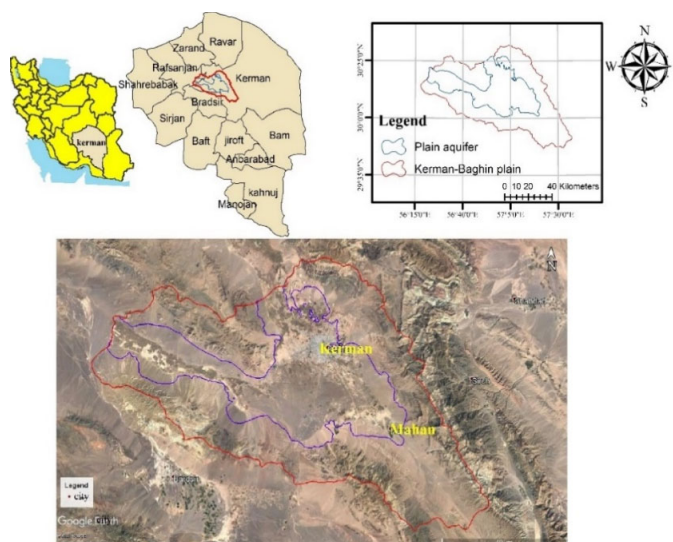 kerman
Ravar
Zarand
Rafsanjan
Kerman
Shahrebabak
Bradsir
Sirjan
Baft
jiroft
Bam
Anbarabad
kahnuj
Manojan
N
W
E
S
30°25'0"N
30°0'0"N
29°35'0"N
Legend
Plain aquifer
Kerman-Baghin plain
0 10 20 40 Kilometers
56°15'0"E 56°40'0"E 57°5'0"E 57°30'0"E
N
Kerman
Mahan
Legend
city
Google Earth